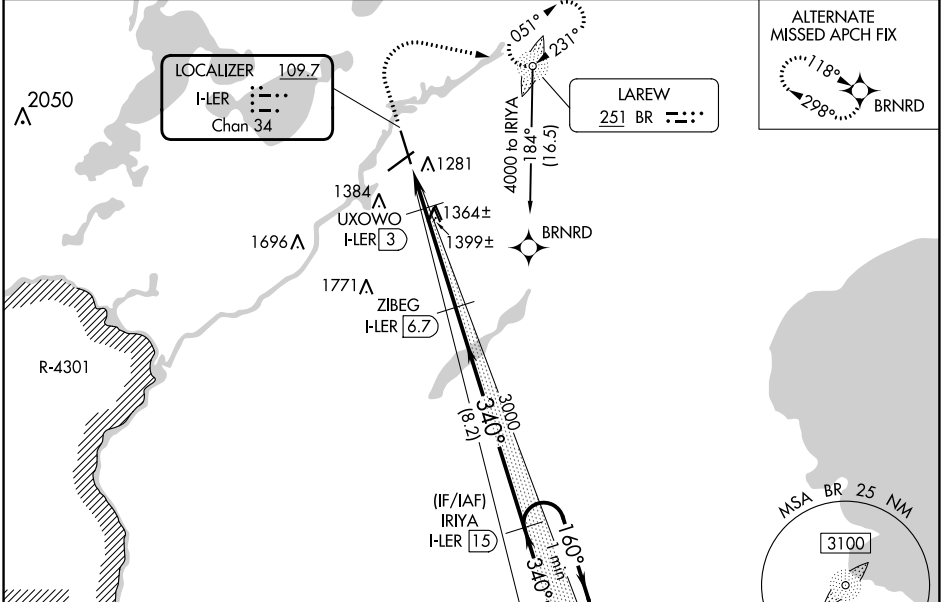 ALTERNATE
MISSED APCH FIX
118°
298°
BRNRD
051°
231°
LOCALIZER 109.7
I-LER
Chan 34
2050
LAREW
251 BR
4000 to IRIYA
184°
(16.5)
1281
1384
UXOWO
I-LER 3
1364±
1399±
BRNRD
1696
1771
ZIBEG
I-LER 6.7
R-4301
3000
340°
(8.2)
(IF/IAF)
IRIYA
I-LER 15
160°
1 min
340°
MSA BR 25 NM
3100